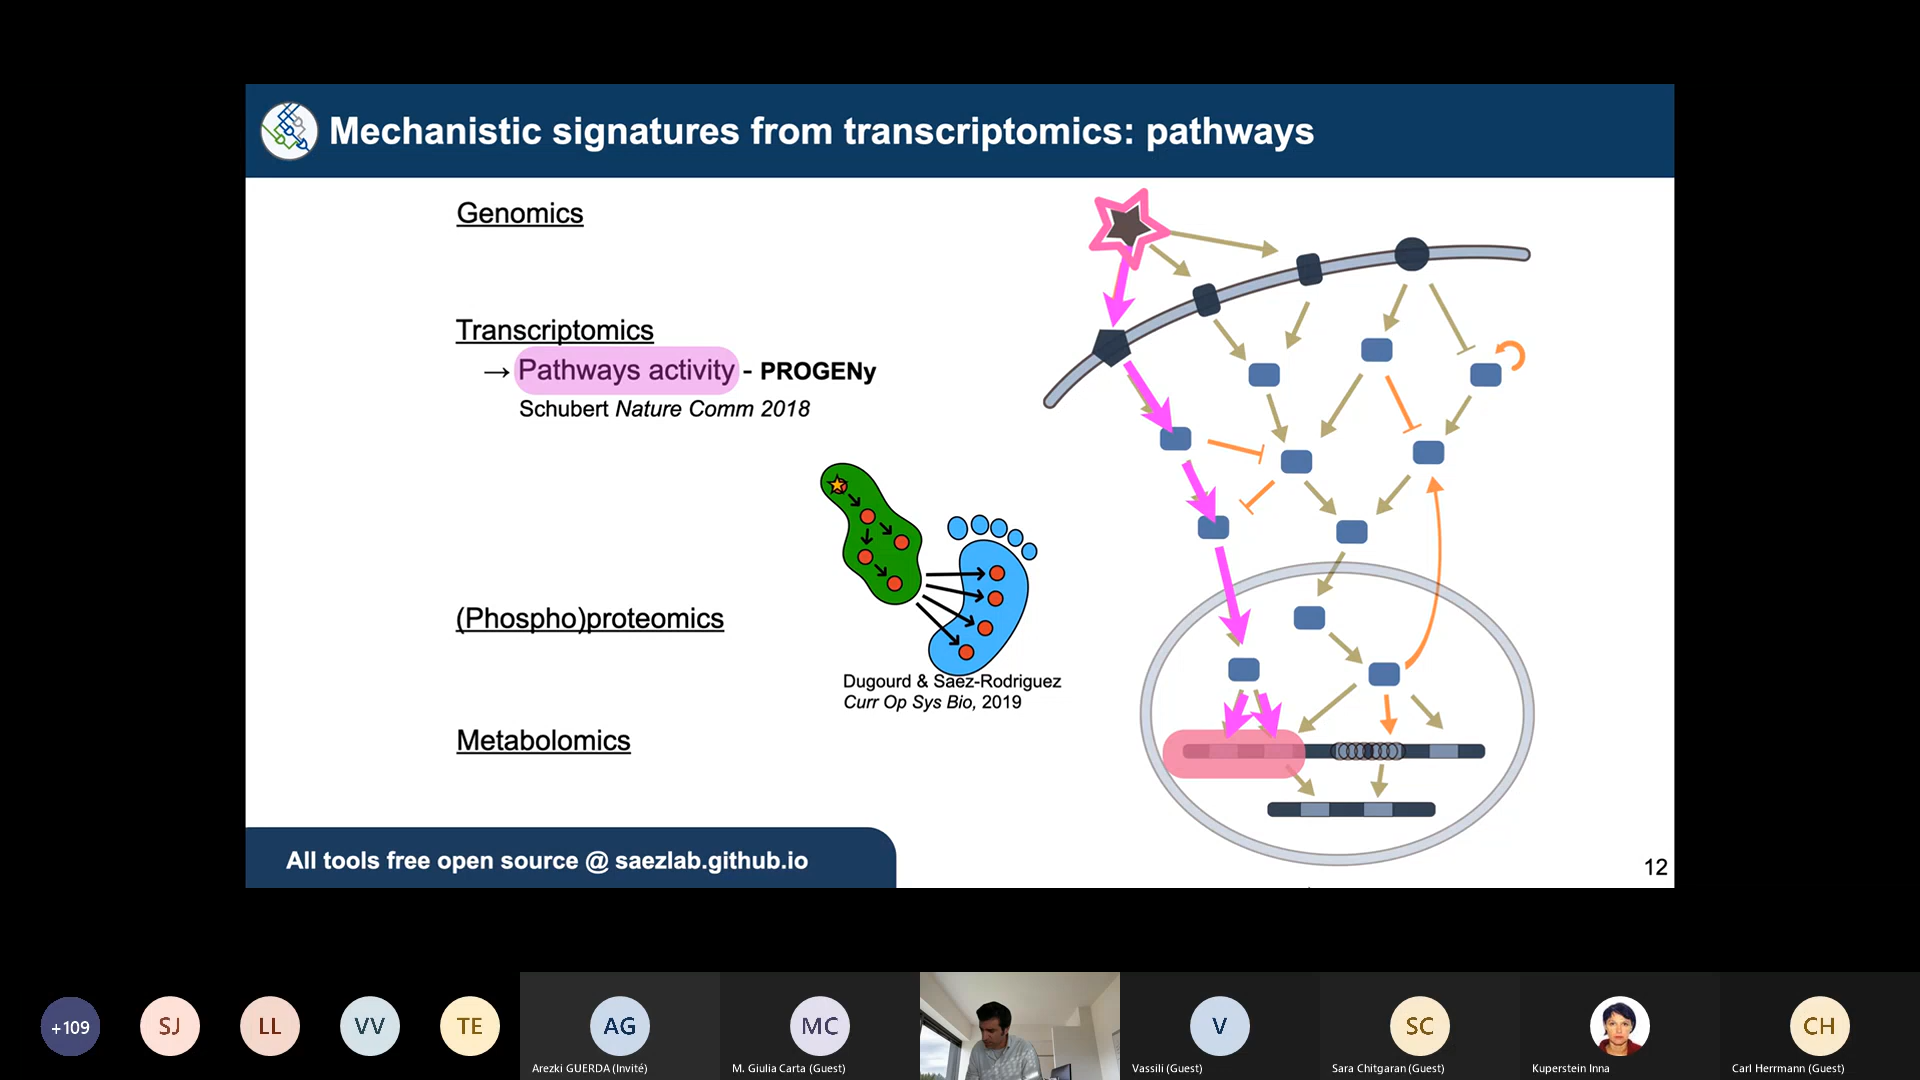 Mechanistic signatures from transcriptomics: pathways
Genomics
Transcriptomics
→ Pathways activity - PROGENy
Schubert Nature Comm 2018
(Phospho)proteomics
Dugourd & Saez-Rodriguez
Curr Op Sys Bio, 2019
Metabolomics
All tools free open source @ saezlab.github.io
12
+109
SJ
LL
VV
TE
AG
Arezki GUERDA (Invité)
MC
M. Giulia Carta (Guest)
V
Vassili (Guest)
SC
Sara Chitgaran (Guest)
Kuperstein Inna
CH
Carl Herrmann (Guest)